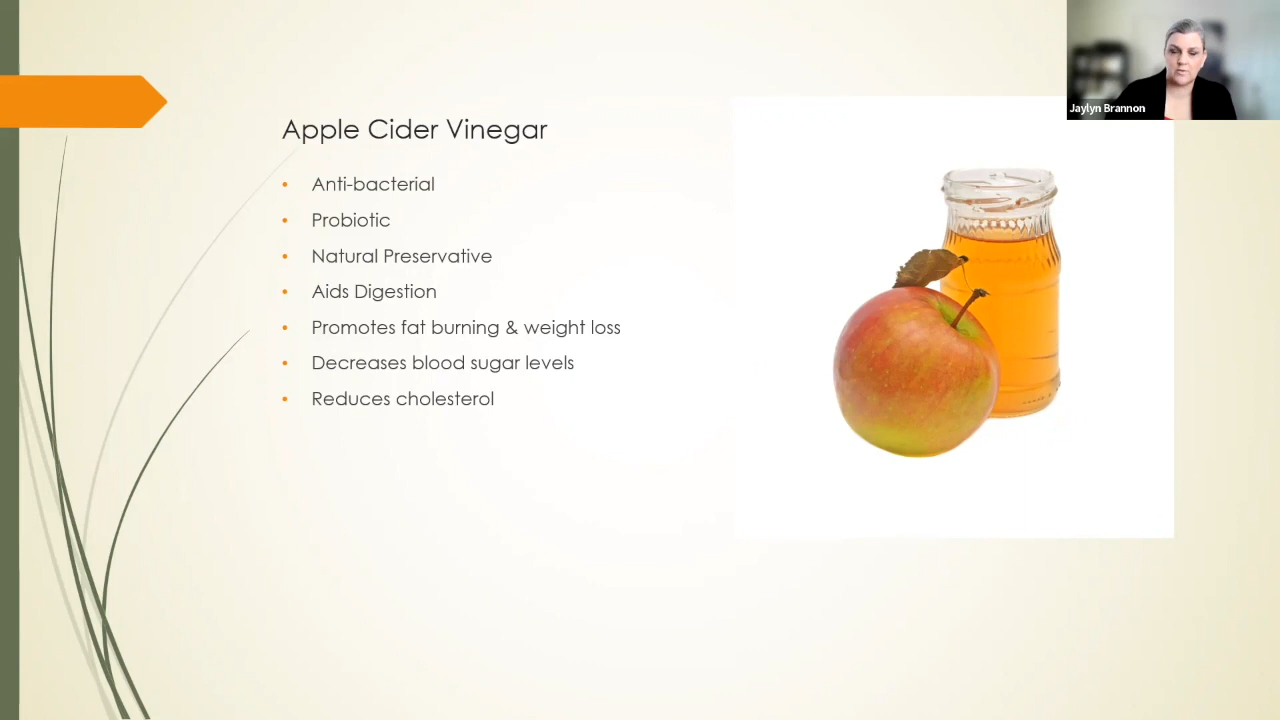 Jaylyn Brannon
Apple Cider Vinegar
Anti-bacterial
Probiotic
Natural Preservative
Aids Digestion
Promotes fat burning & weight loss
Decreases blood sugar levels
Reduces cholesterol